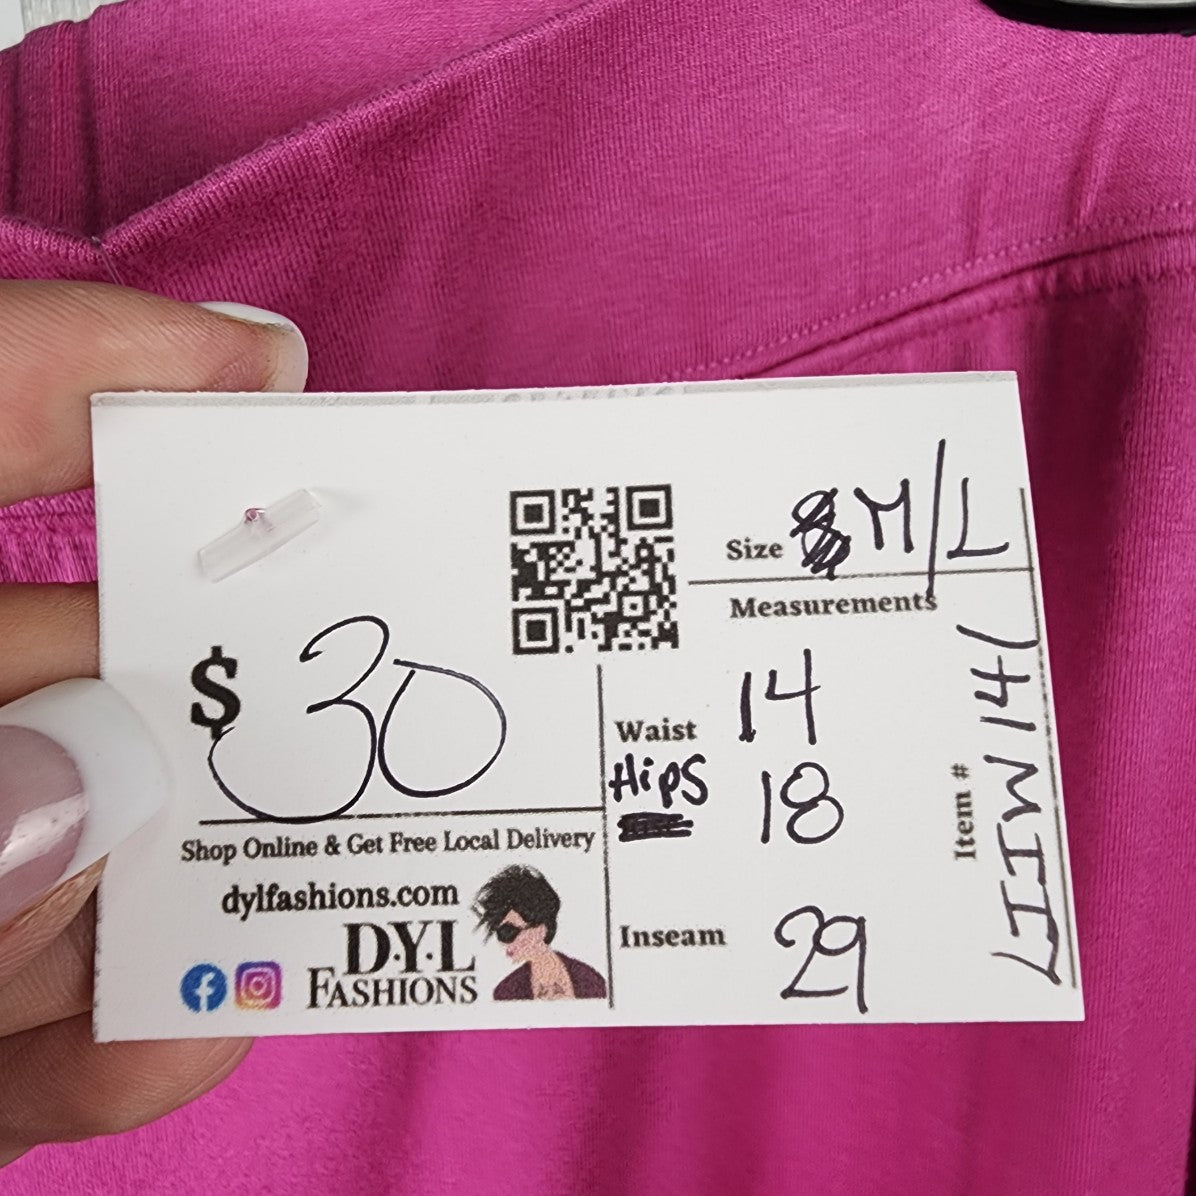 Size M/L
Measurements
$ 30
Waist 14
Hips 18
Inseam 29
Item #
Shop Online & Get Free Local Delivery
dylfashions.com
D·Y·L
FASHIONS